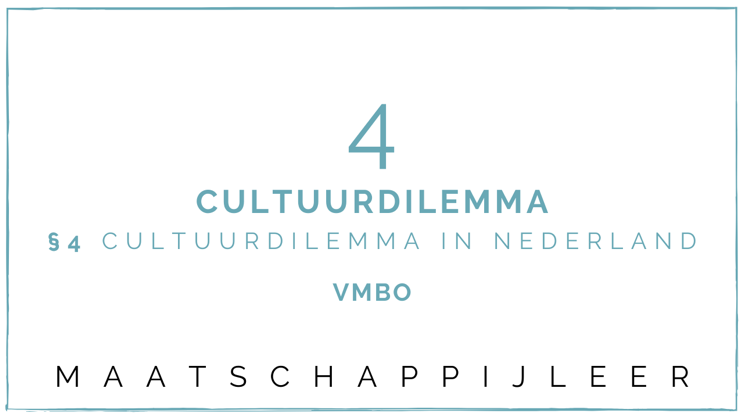 4
CULTUURDILEMMA
§4 CULTUURDILEMMA IN NEDERLAND
VMBO
MAATSCHAPPIJLEER